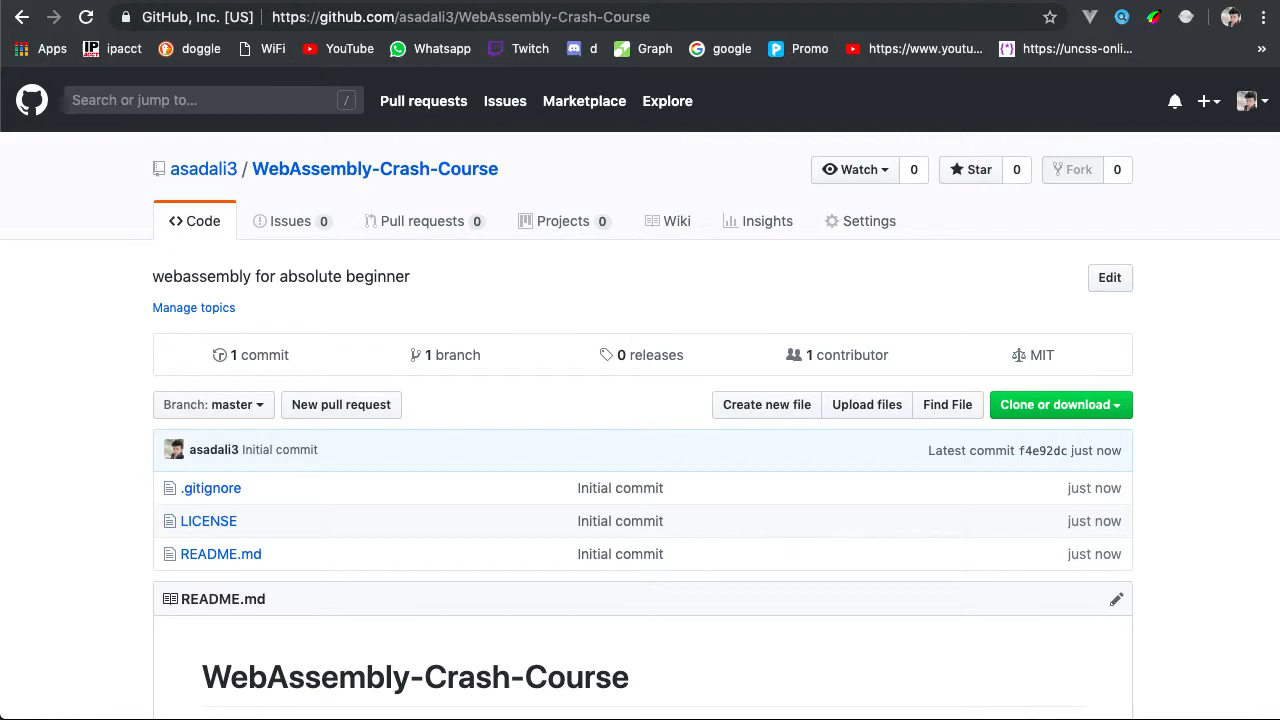 GitHub, Inc. [US] https://github.com/asadali3/WebAssembly-Crash-Course
Apps ipacct doggle WiFi YouTube Whatsapp Twitch d Graph google Promo https://www.youtu... https://uncss-onli... »
Search or jump to... / Pull requests Issues Marketplace Explore
asadali3 / WebAssembly-Crash-Course Watch 0 Star 0 Fork 0
Code Issues 0 Pull requests 0 Projects 0 Wiki Insights Settings
webassembly for absolute beginner Edit
Manage topics
1 commit 1 branch 0 releases 1 contributor MIT
Branch: master New pull request Create new file Upload files Find File Clone or download
asadali3 Initial commit Latest commit f4e92dc just now
.gitignore Initial commit just now
LICENSE Initial commit just now
README.md Initial commit just now
README.md
WebAssembly-Crash-Course